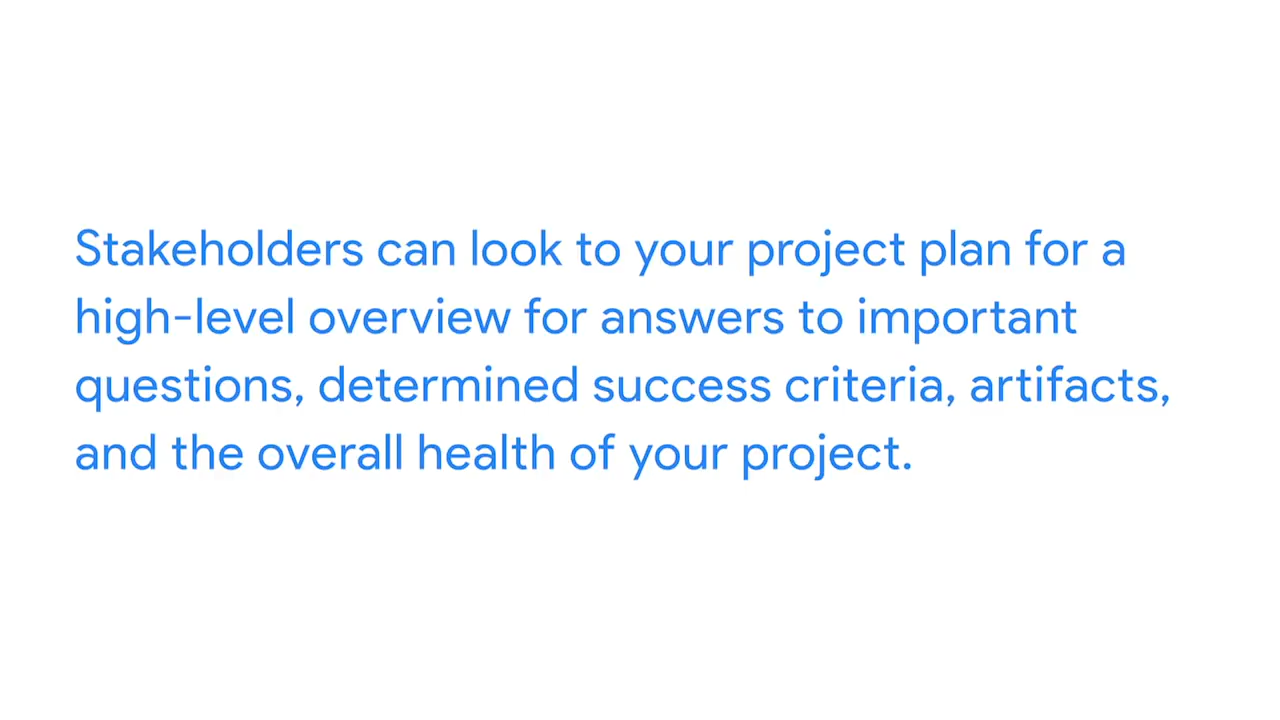 Stakeholders can look to your project plan for a
high-level overview for answers to important
questions, determined success criteria, artifacts,
and the overall health of your project.